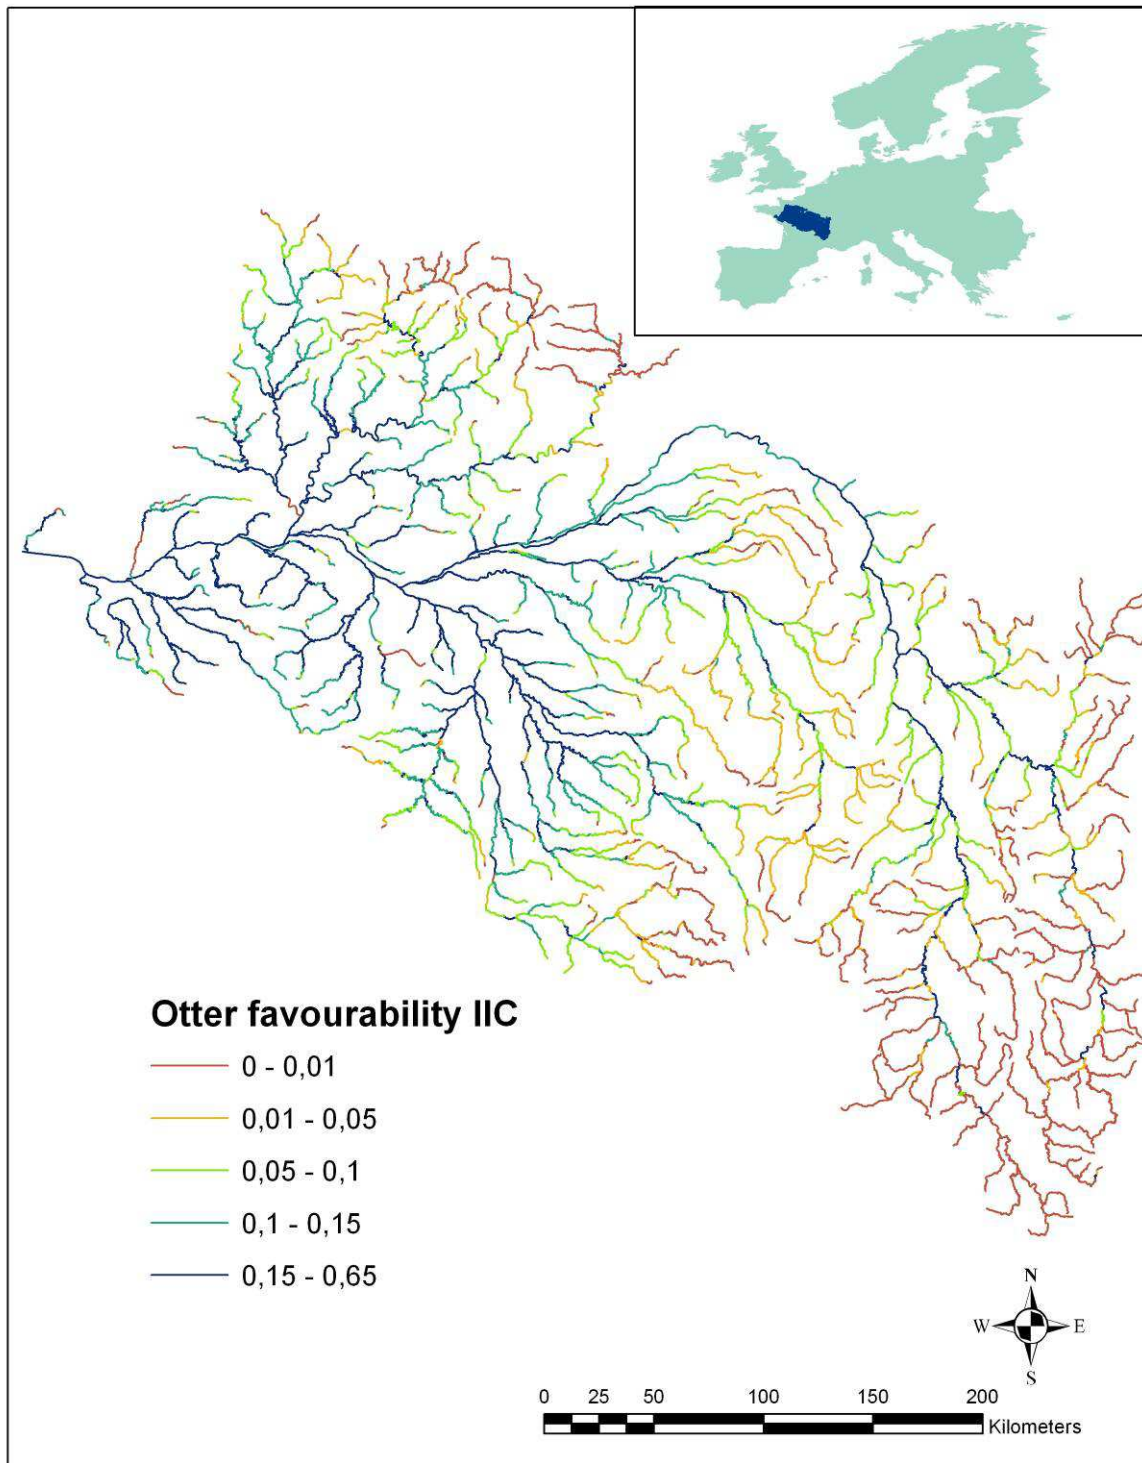 Otter favourability IIC
0 - 0,01
0,01 - 0,05
0,05 - 0,1
0,1 - 0,15
0,15 - 0,65
N
W E
S
0 25 50 100 150 200
Kilometers